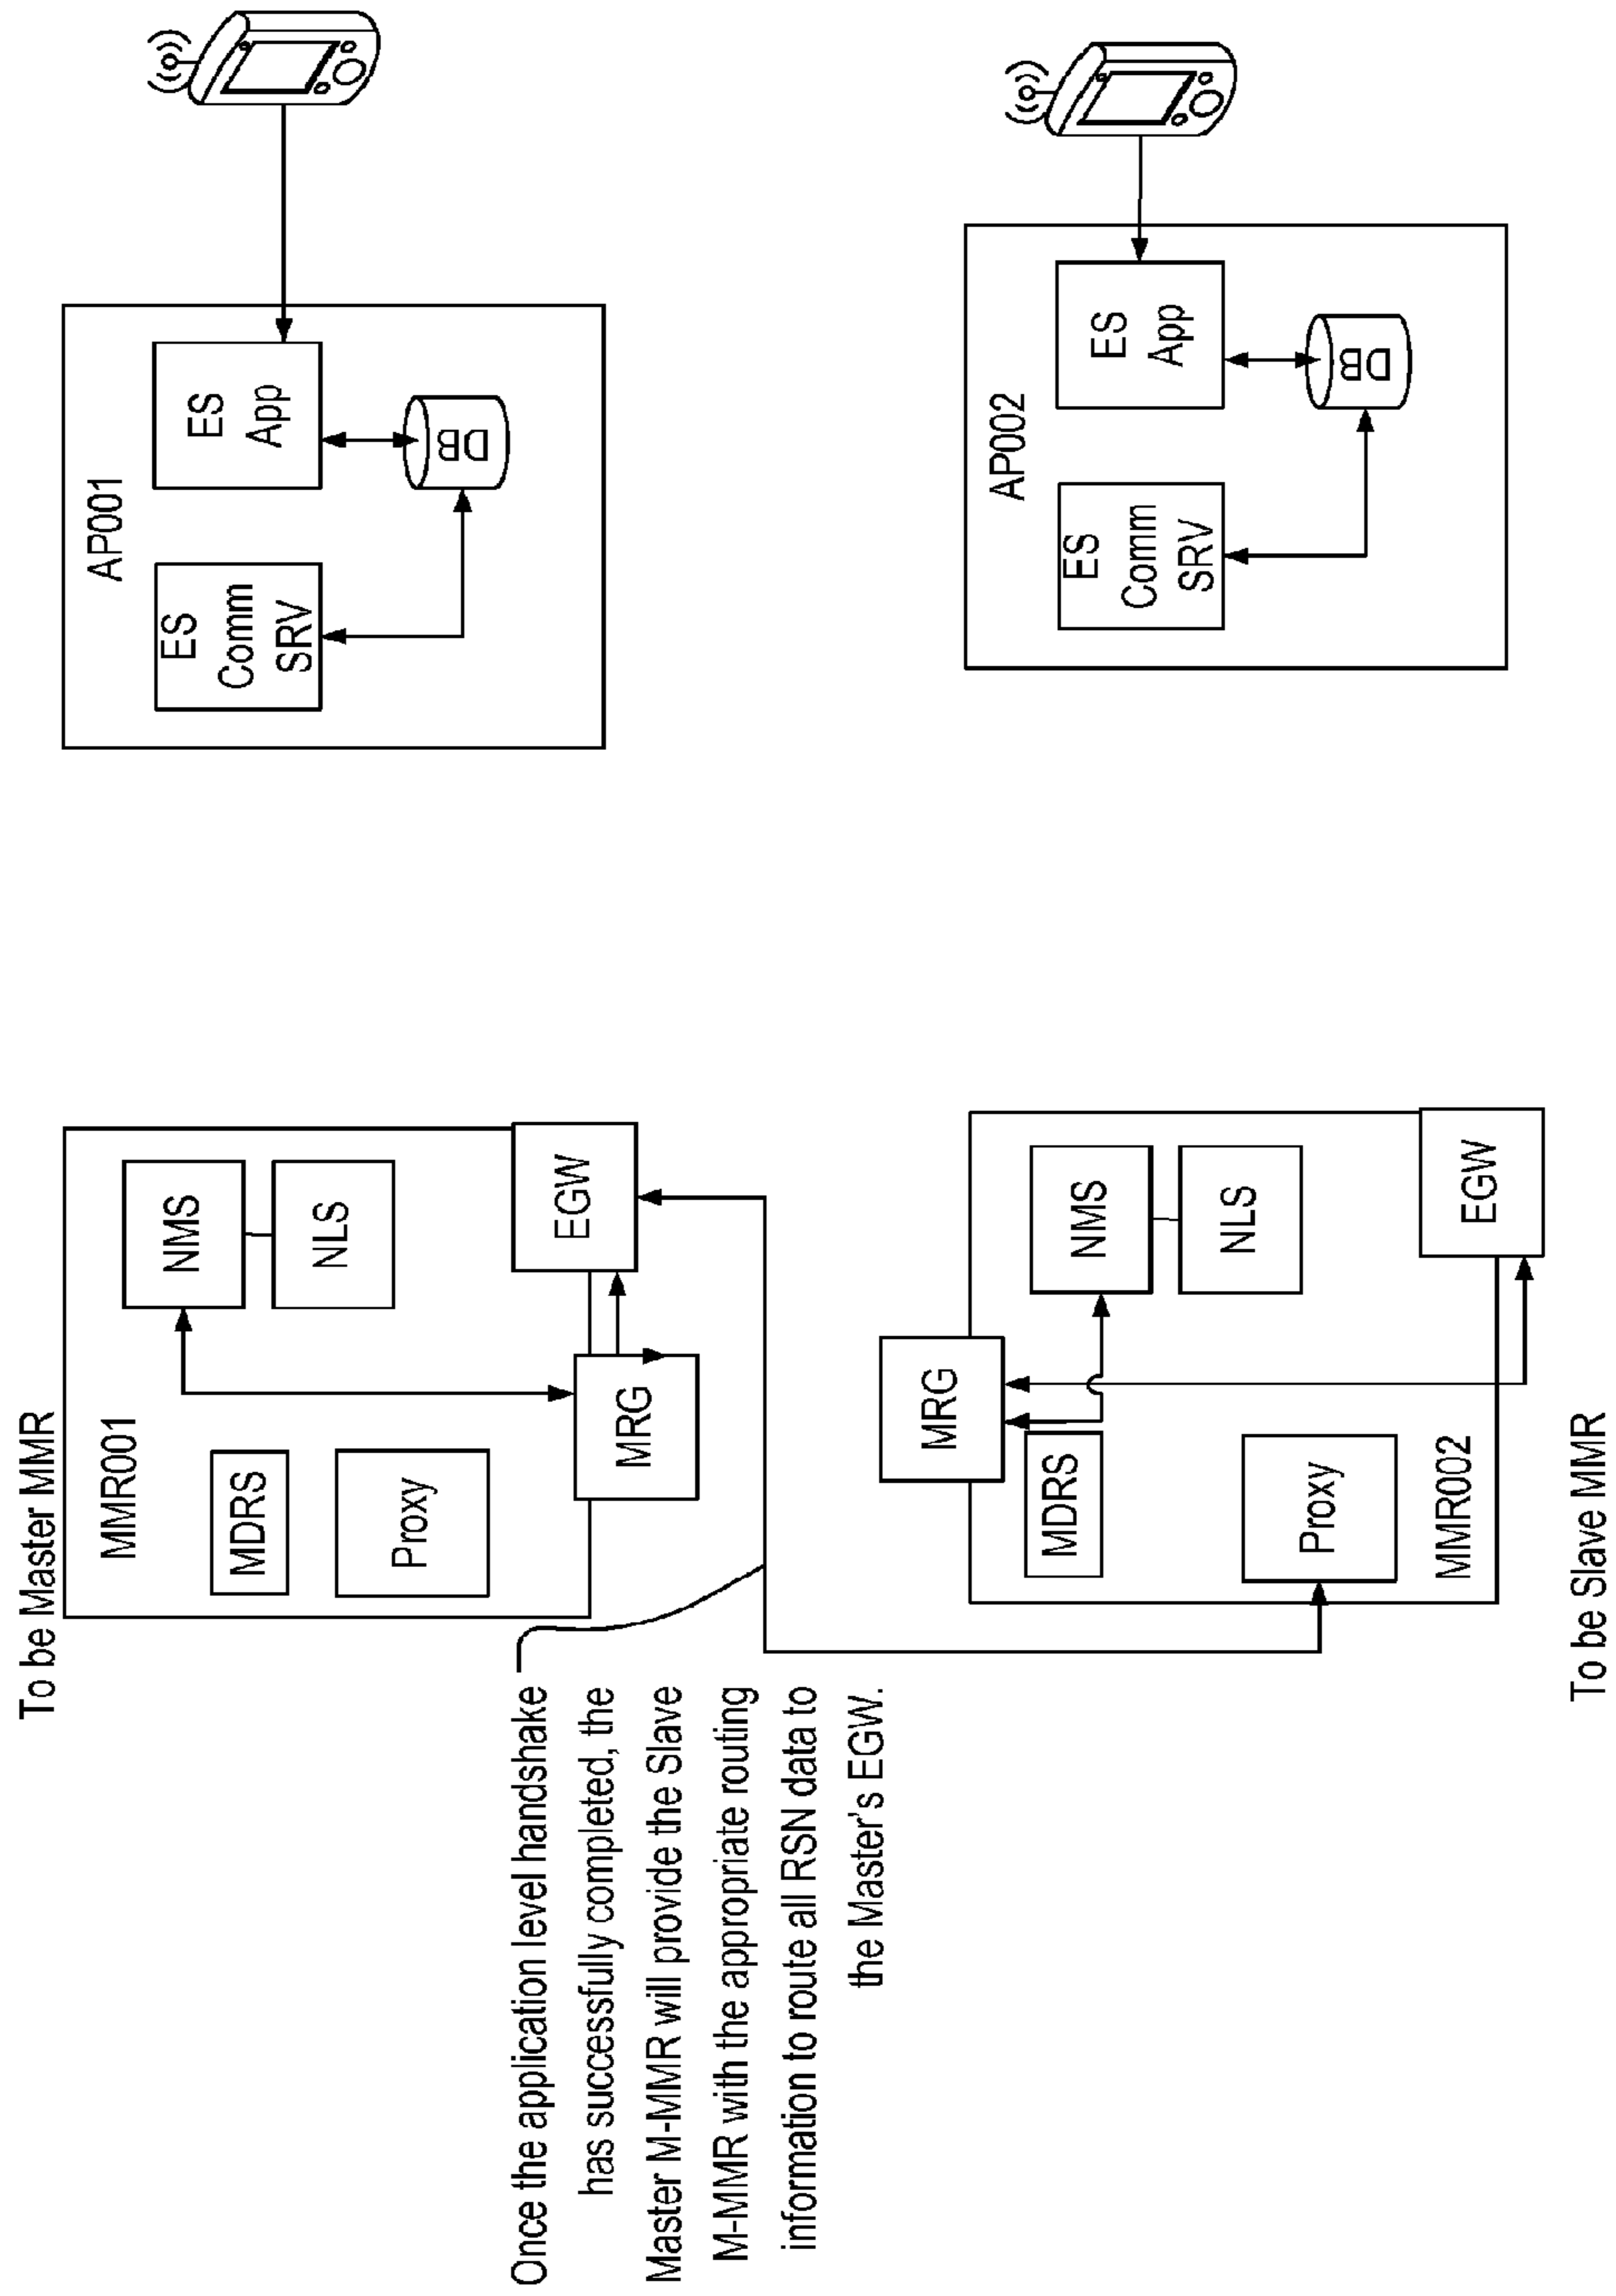 To be Master MMR
MMR001
MDRS
Proxy
NMS
NLS
MRG
EGW
AP001
ES
Comm
SRV
ES
App
DB
Once the application level handshake
has successfully completed, the
Master M-MMR will provide the Slave
M-MMR with the appropriate routing
information to route all RSN data to
the Master's EGW.
MRG
MDRS
NMS
NLS
Proxy
MMR002
EGW
AP002
ES
Comm
SRV
ES
App
DB
To be Slave MMR